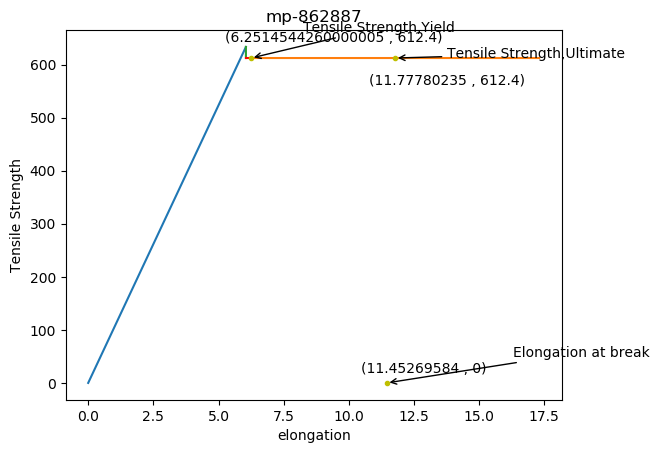 mp-862887
Tensile Strength,Yield
(6.2514544260000005 , 612.4)
Tensile Strength,Ultimate
(11.77780235 , 612.4)
Elongation at break
(11.45269584 , 0)
Tensile Strength
600
500
400
300
200
100
0
0.0 2.5 5.0 7.5 10.0 12.5 15.0 17.5
elongation